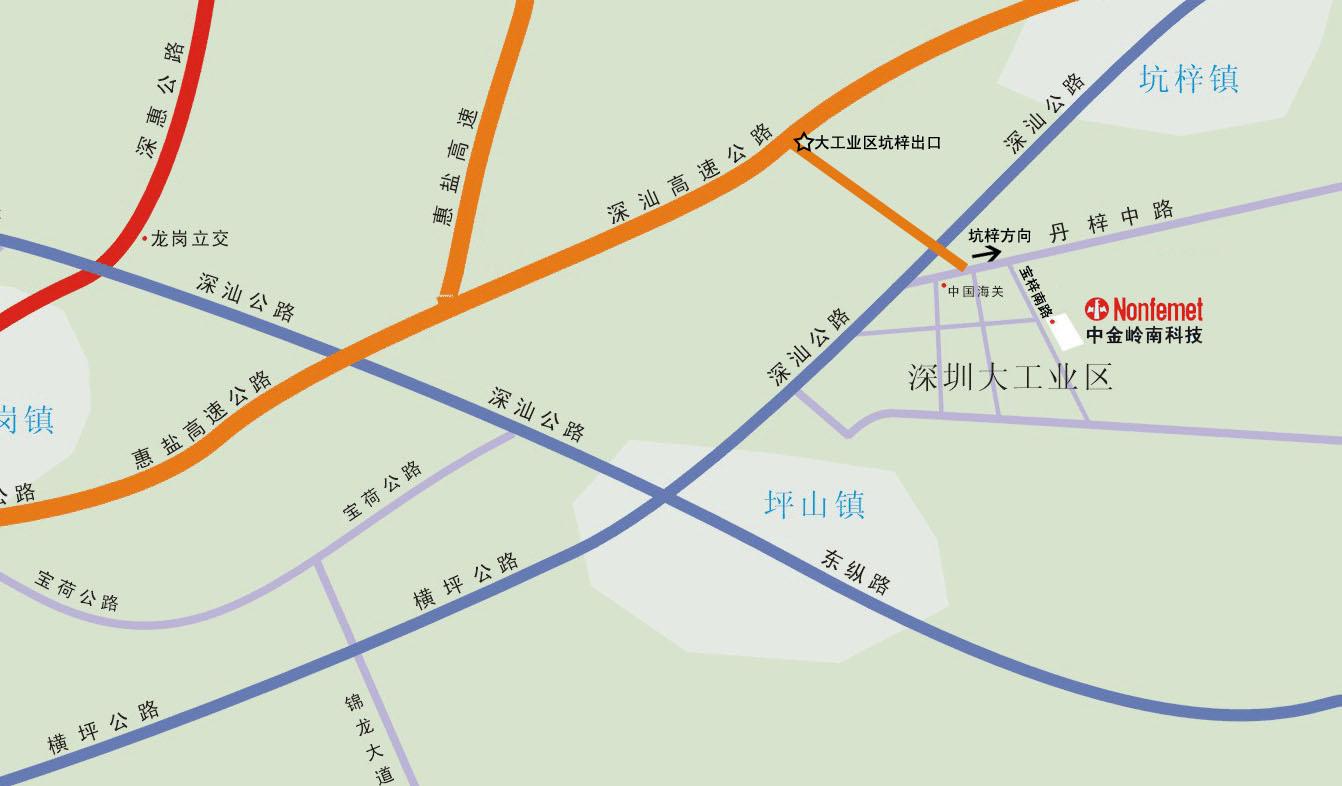 深惠公路
惠盐高速
深汕高速公路
大工业区坑梓出口
深汕公路
坑梓镇
龙岗立交
坑梓方向
丹梓中路
深汕公路
中国海关
宝梓南路
Nonfemet
中金岭南科技
深汕公路
深圳大工业区
惠盐高速公路
深汕公路
岗镇
公路
宝荷公路
坪山镇
宝荷公路
横坪公路
东纵路
横坪公路
锦龙大道